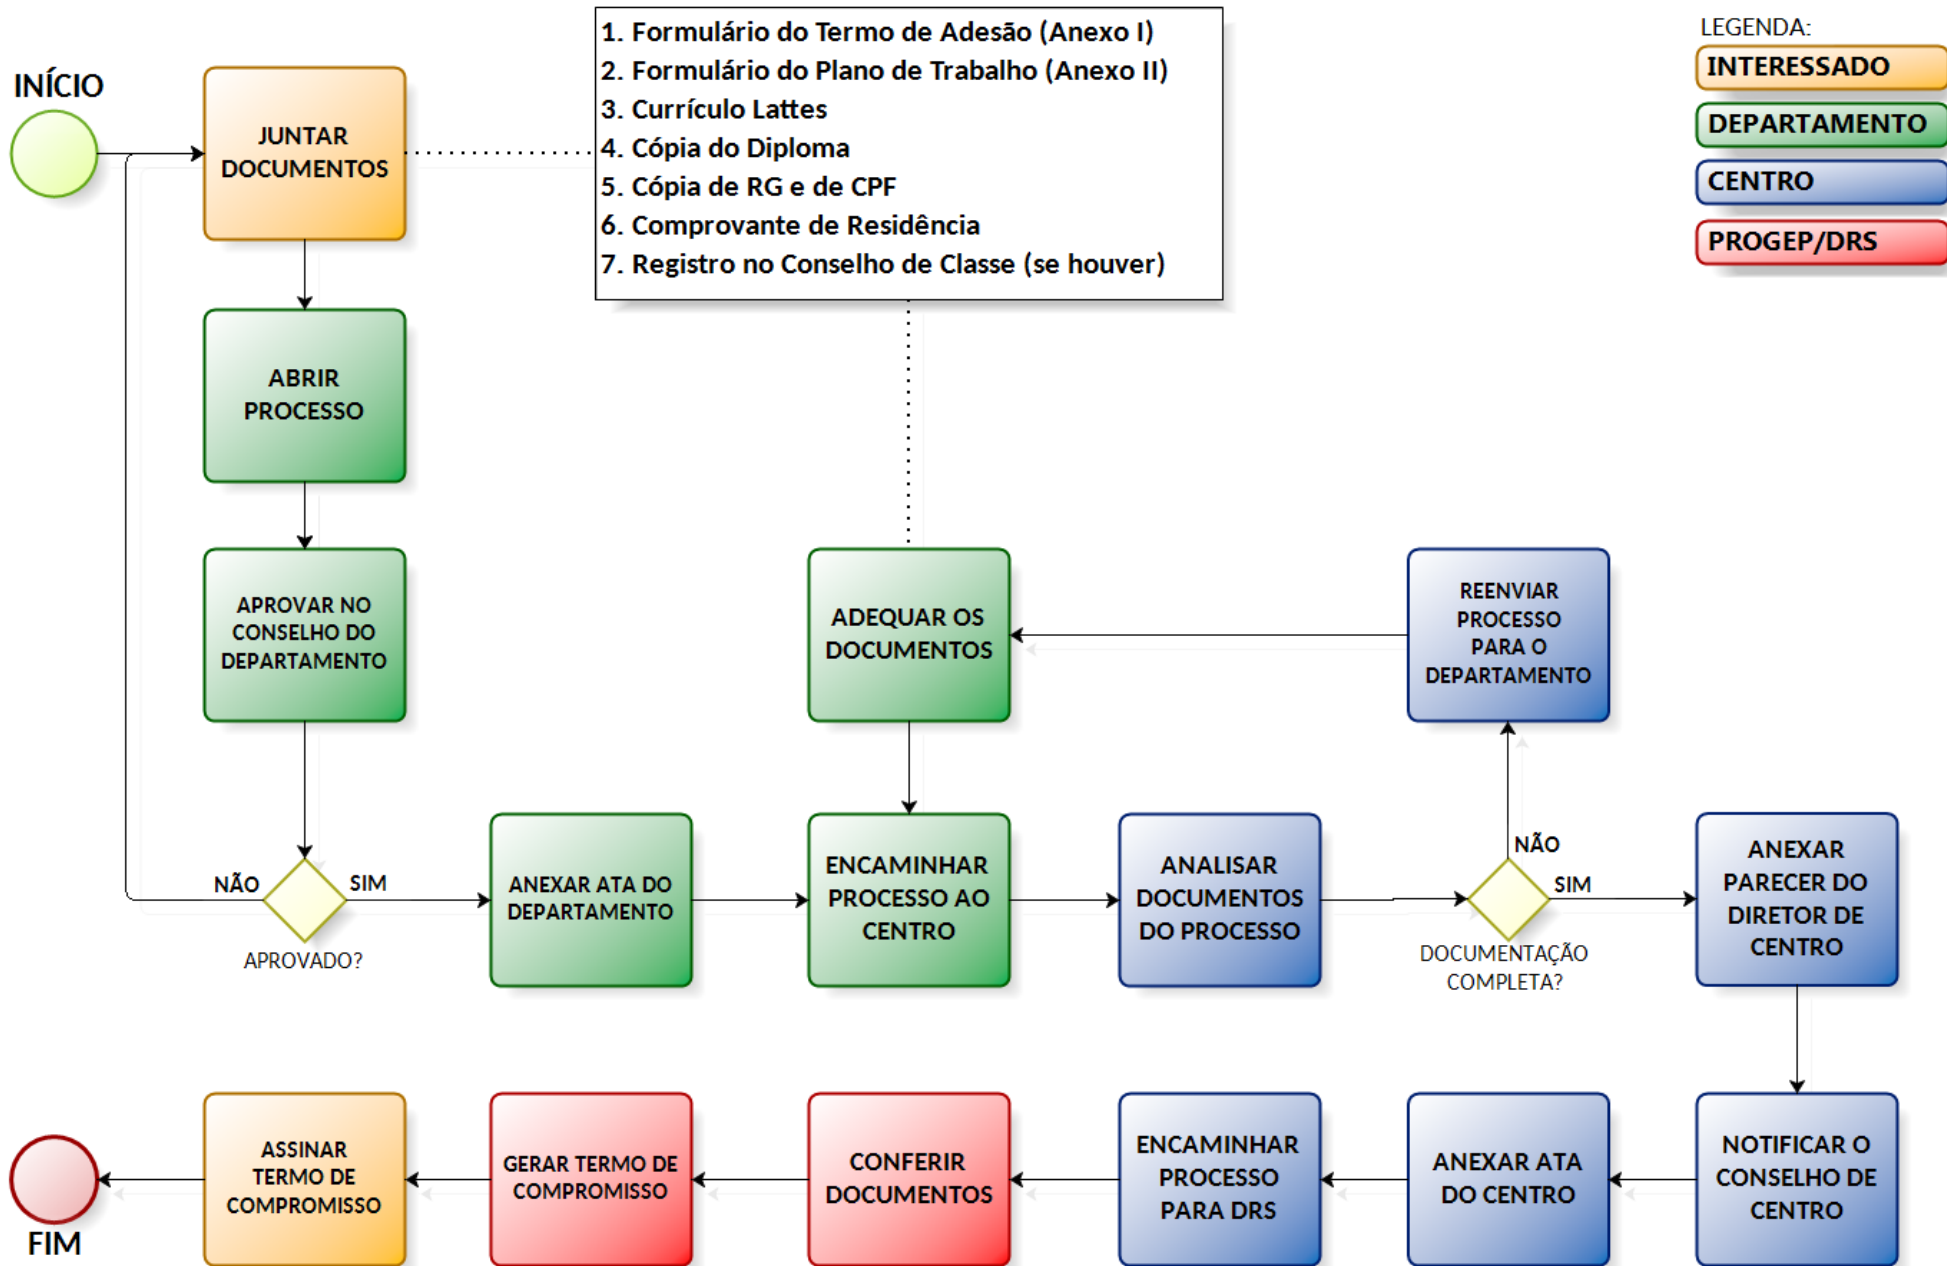 INÍCIO
JUNTAR
DOCUMENTOS
1. Formulário do Termo de Adesão (Anexo I)
2. Formulário do Plano de Trabalho (Anexo II)
3. Currículo Lattes
4. Cópia do Diploma
5. Cópia de RG e de CPF
6. Comprovante de Residência
7. Registro no Conselho de Classe (se houver)
LEGENDA:
INTERESSADO
DEPARTAMENTO
CENTRO
PROGEP/DRS
ABRIR
PROCESSO
APROVAR NO
CONSELHO DO
DEPARTAMENTO
ADEQUAR OS
DOCUMENTOS
REENVIAR
PROCESSO
PARA O
DEPARTAMENTO
NÃO
SIM
APROVADO?
ANEXAR ATA DO
DEPARTAMENTO
ENCAMINHAR
PROCESSO AO
CENTRO
ANALISAR
DOCUMENTOS
DO PROCESSO
NÃO
SIM
DOCUMENTAÇÃO
COMPLETA?
ANEXAR
PARECER DO
DIRETOR DE
CENTRO
FIM
ASSINAR
TERMO DE
COMPROMISSO
GERAR TERMO DE
COMPROMISSO
CONFERIR
DOCUMENTOS
ENCAMINHAR
PROCESSO
PARA DRS
ANEXAR ATA
DO CENTRO
NOTIFICAR O
CONSELHO DE
CENTRO